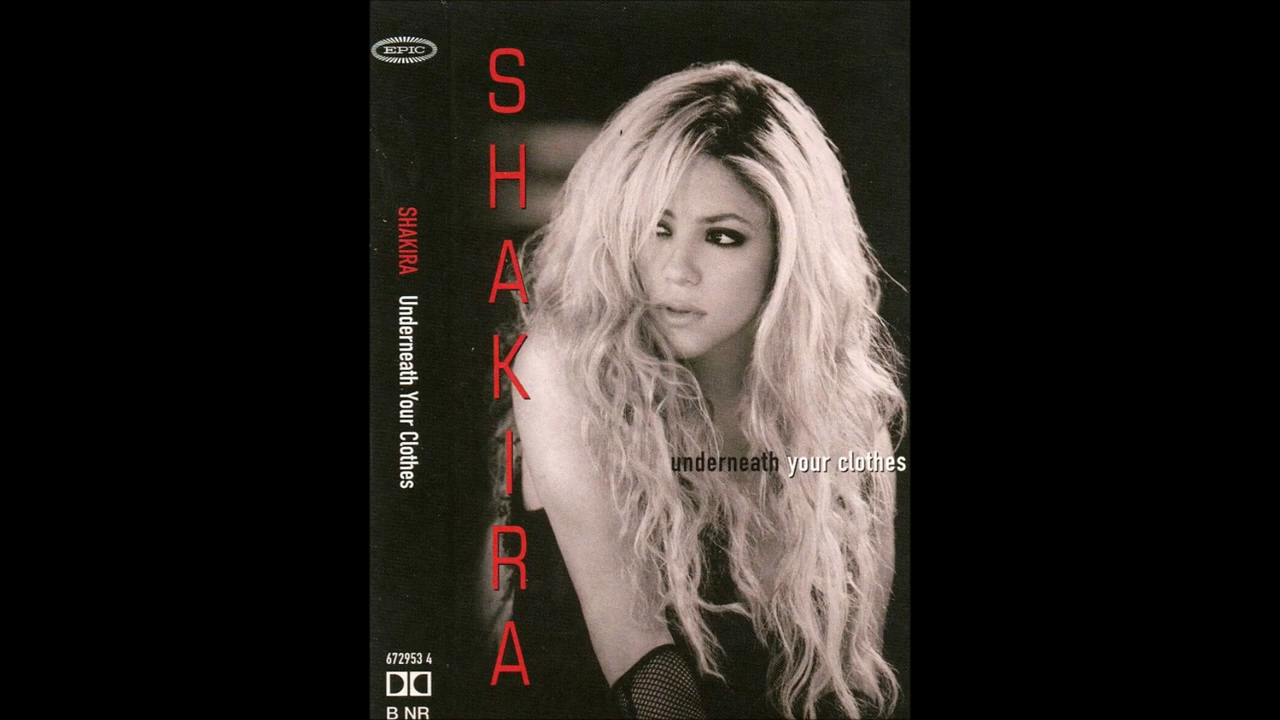 EPIC
SHAKIRA Underneath Your Clothes
672953 4
B NR
SHAKIRA
underneath your clothes